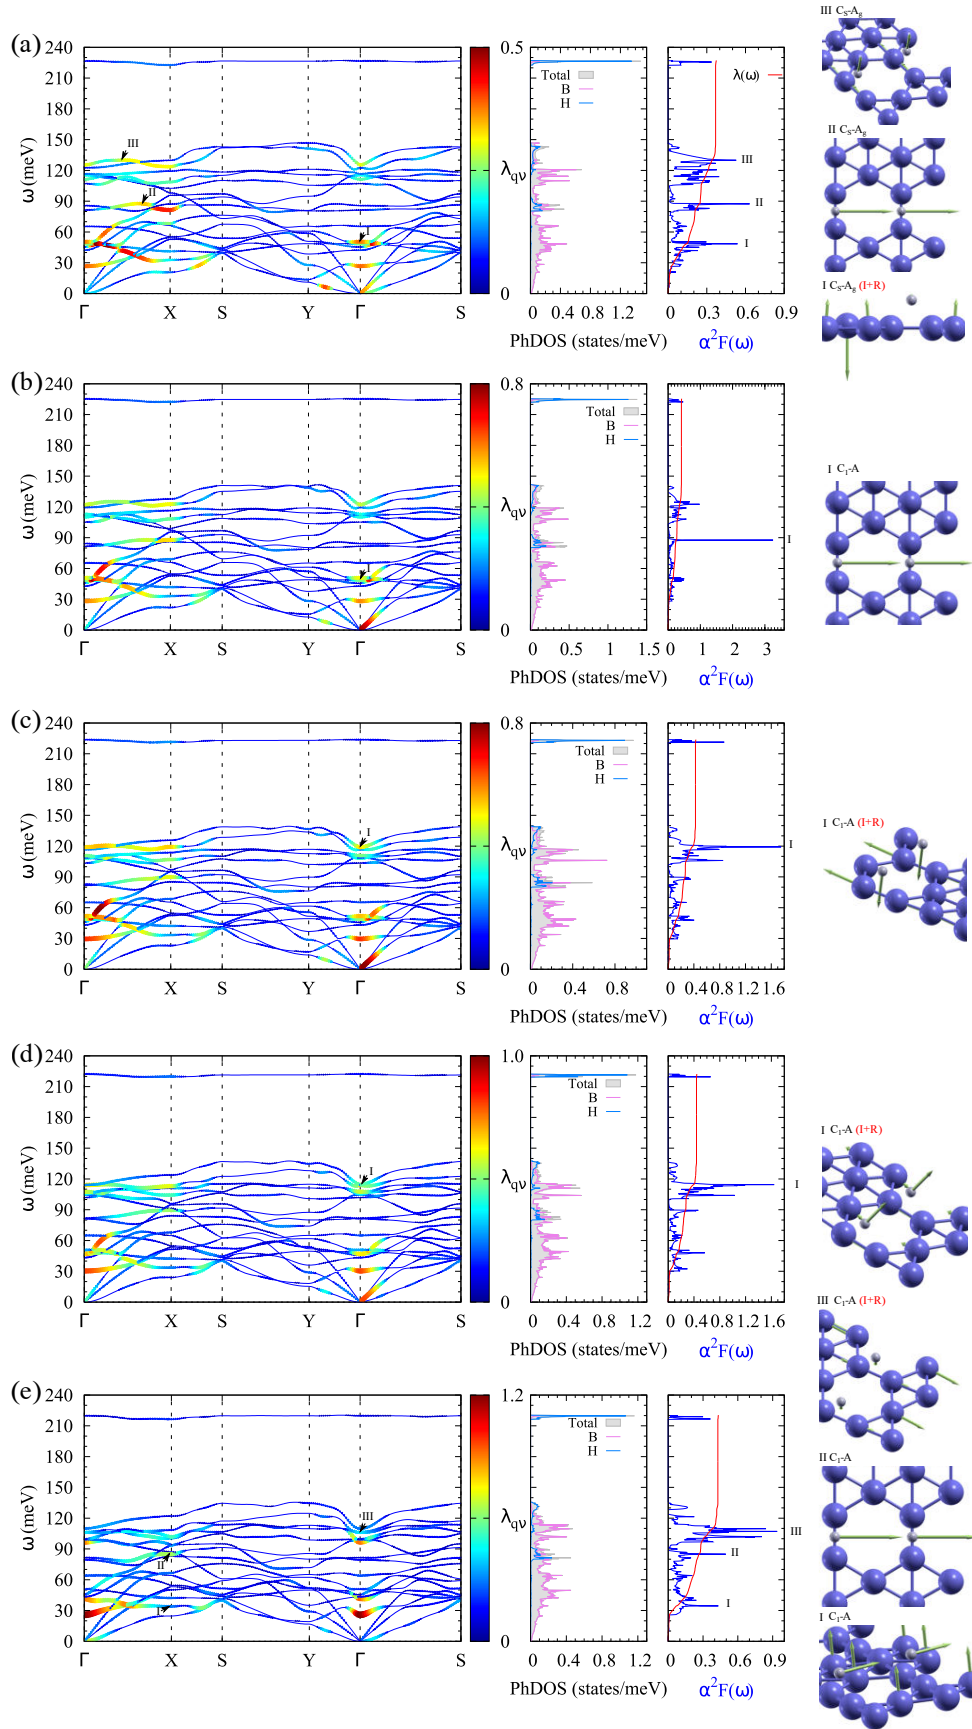 (a)
240
210
180
150
120
90
60
30
0
ω(meV)
III
II
I
Γ X S Y Γ S
0.5
λqν
0
Total
B
H
0 0.4 0.8 1.2
PhDOS (states/meV)
λ(ω)
III
II
I
0 0.3 0.6 0.9
α²F(ω)
III CS-Ag
II CS-Ag
I CS-Ag (I+R)
(b)
240
210
180
150
120
90
60
30
0
ω(meV)
I
Γ X S Y Γ S
0.8
λqν
0
Total
B
H
0 0.5 1 1.5
PhDOS (states/meV)
I
0 1 2 3
α²F(ω)
I C1-A
(c)
240
210
180
150
120
90
60
30
0
ω(meV)
I
Γ X S Y Γ S
0.8
λqν
0
Total
B
H
0 0.4 0.8
PhDOS (states/meV)
I
0 0.4 0.8 1.2 1.6
α²F(ω)
I C1-A (I+R)
(d)
240
210
180
150
120
90
60
30
0
ω(meV)
I
Γ X S Y Γ S
1.0
λqν
0
Total
B
H
0 0.4 0.8 1.2
PhDOS (states/meV)
I
0 0.4 0.8 1.2 1.6
α²F(ω)
I C1-A (I+R)
(e)
240
210
180
150
120
90
60
30
0
ω(meV)
III
II
I
Γ X S Y Γ S
1.2
λqν
0
Total
B
H
0 0.4 0.8 1.2
PhDOS (states/meV)
III
II
I
0 0.3 0.6 0.9
α²F(ω)
III C1-A (I+R)
II C1-A
I C1-A